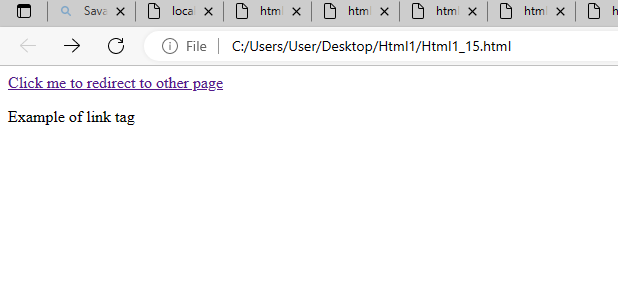 Sava loca html html html html h
File C:/Users/User/Desktop/Html1/Html1_15.html
Click me to redirect to other page
Example of link tag